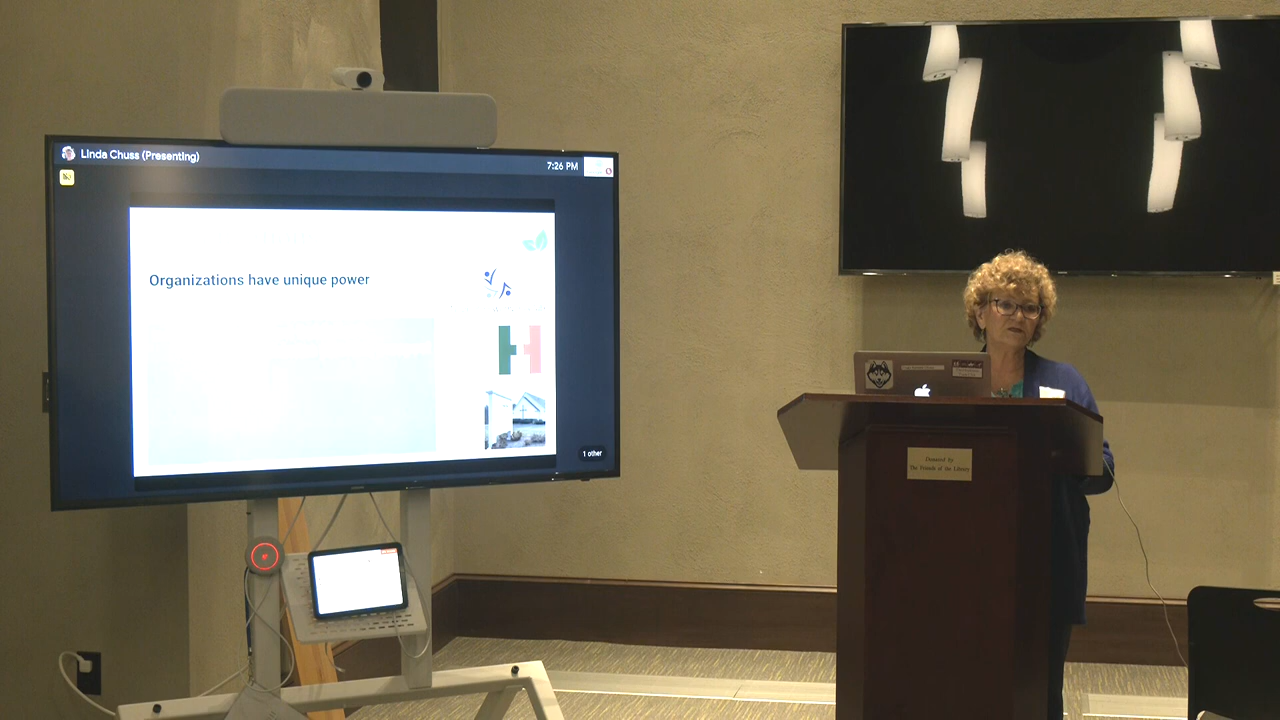 Linda Chuss (Presenting)
7:26 PM
Organizations have unique power
1 other
Donated by
The Friends of the Library